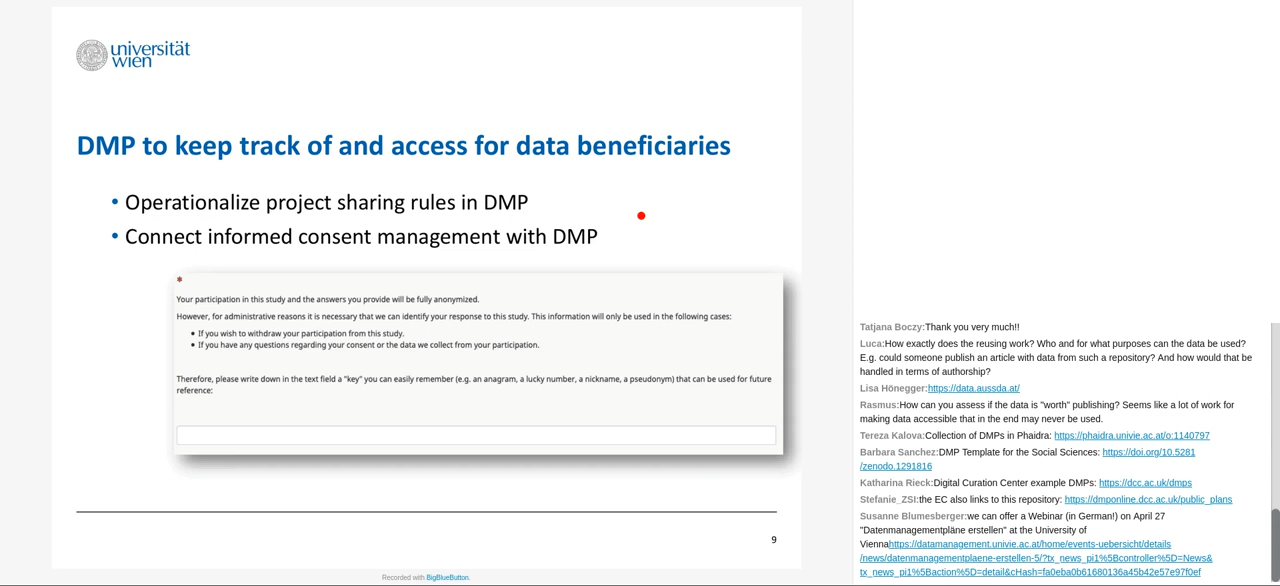 universität
wien
DMP to keep track of and access for data beneficiaries
• Operationalize project sharing rules in DMP
• Connect informed consent management with DMP
*
Your participation in this study and the answers you provide will be fully anonymized.
However, for administrative reasons it is necessary that we can identify your response to this study. This information will only be used in the following cases:
• If you wish to withdraw your participation from this study.
• If you have any questions regarding your consent or the data we collect from your participation.
Therefore, please write down in the text field a "key" you can easily remember (e.g. an anagram, a lucky number, a nickname, a pseudonym) that can be used for future
reference:
9
Recorded with BigBlueButton.
Tatjana Boczy:Thank you very much!!
Luca:How exactly does the reusing work? Who and for what purposes can the data be used?
E.g. could someone publish an article with data from such a repository? And how would that be
handled in terms of authorship?
Lisa Hönegger:https://data.aussda.at/
Rasmus:How can you assess if the data is "worth" publishing? Seems like a lot of work for
making data accessible that in the end may never be used.
Tereza Kalova:Collection of DMPs in Phaidra: https://phaidra.univie.ac.at/o:1140797
Barbara Sanchez:DMP Template for the Social Sciences: https://doi.org/10.5281
/zenodo.1291816
Katharina Rieck:Digital Curation Center example DMPs: https://dcc.ac.uk/dmps
Stefanie_ZSI:the EC also links to this repository: https://dmponline.dcc.ac.uk/public_plans
Susanne Blumesberger:we can offer a Webinar (in German!) on April 27
"Datenmanagementpläne erstellen" at the University of
Viennahttps://datamanagement.univie.ac.at/home/events-uebersicht/details
/news/datenmanagementplaene-erstellen-5/?tx_news_pi1%5Bcontroller%5D=News&
tx_news_pi1%5Baction%5D=detail&cHash=fa0eba0b61680136a45b42e57e97f0ef